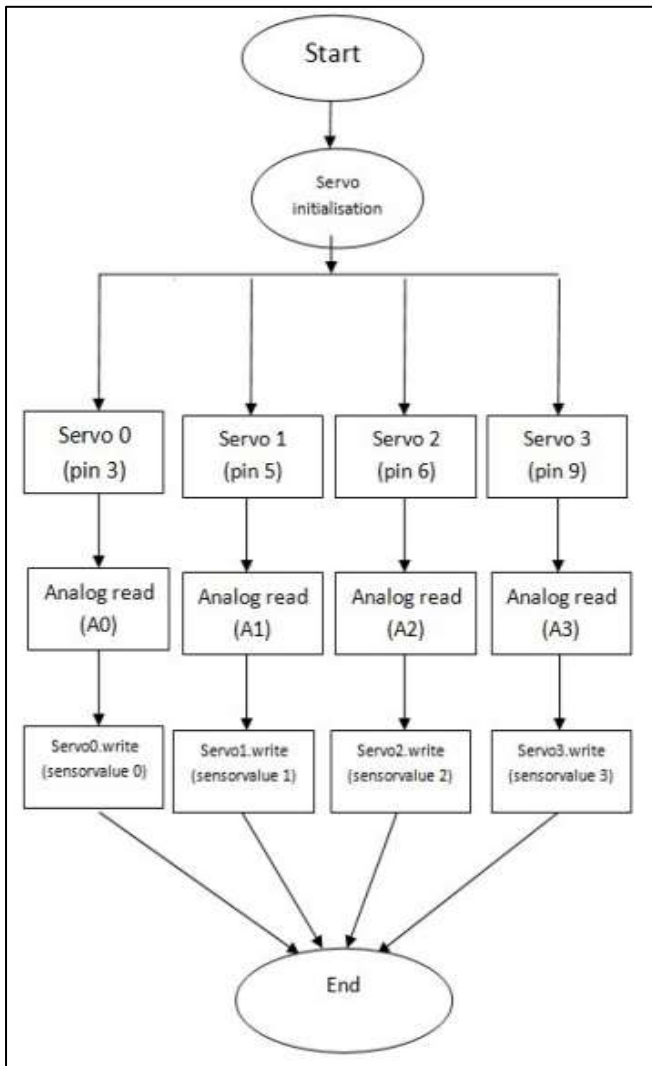 Start
Servo
initialisation
Servo 0
(pin 3)
Servo 1
(pin 5)
Servo 2
(pin 6)
Servo 3
(pin 9)
Analog read
(A0)
Analog read
(A1)
Analog read
(A2)
Analog read
(A3)
Servo0.write
(sensorvalue 0)
Servo1.write
(sensorvalue 1)
Servo2.write
(sensorvalue 2)
Servo3.write
(sensorvalue 3)
End